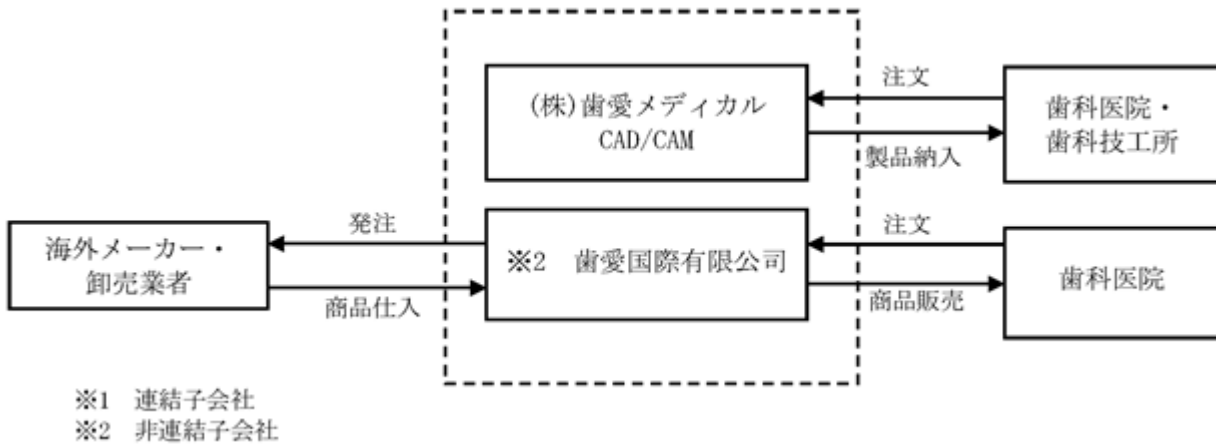 (株)歯愛メディカル
CAD/CAM
注文
製品納入
歯科医院・
歯科技工所
海外メーカー・
卸売業者
発注
商品仕入
※2　歯愛国際有限公司
注文
商品販売
歯科医院
※1　連結子会社
※2　非連結子会社